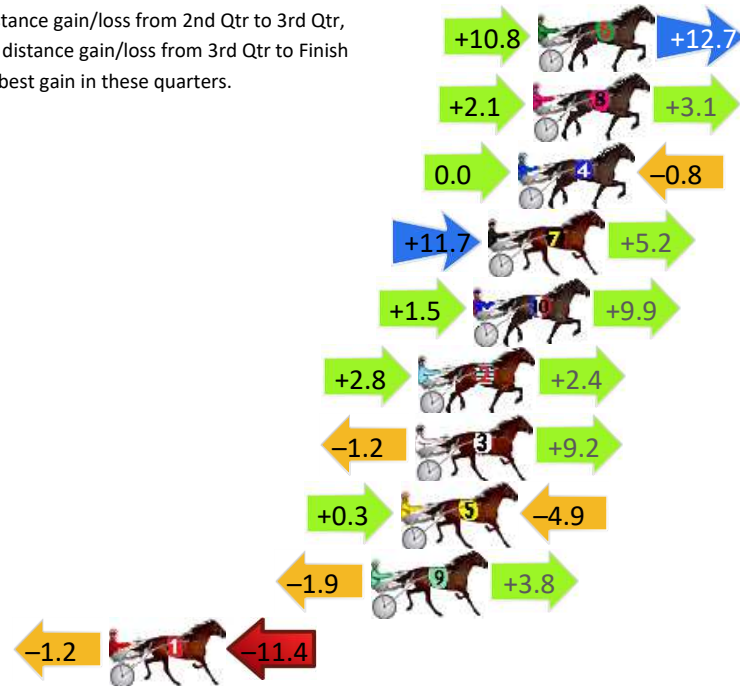 tance gain/loss from 2nd Qtr to 3rd Qtr,
distance gain/loss from 3rd Qtr to Finish
best gain in these quarters.
+10.8 6 +12.7
+2.1 8 +3.1
0.0 4 –0.8
+11.7 7 +5.2
+1.5 10 +9.9
+2.8 2 +2.4
–1.2 3 +9.2
+0.3 5 –4.9
–1.9 9 +3.8
–1.2 1 –11.4